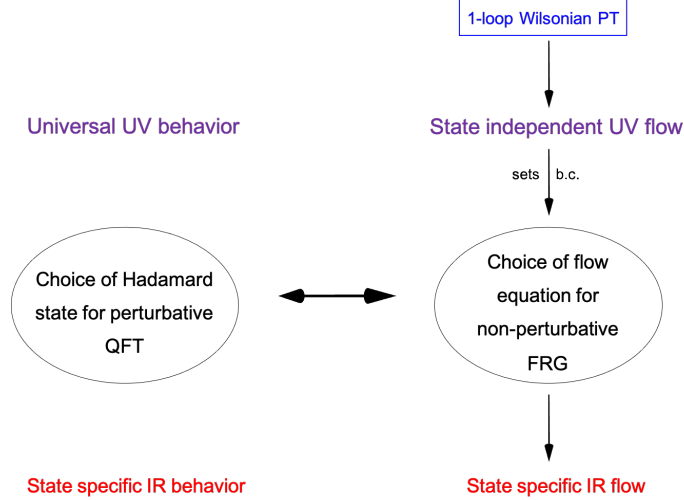 1-loop Wilsonian PT
Universal UV behavior
State independent UV flow
sets b.c.
Choice of Hadamard
state for perturbative
QFT
Choice of flow
equation for
non-perturbative
FRG
State specific IR behavior
State specific IR flow